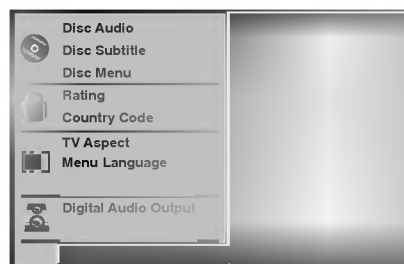 Disc Audio
Disc Subtitle
Disc Menu
Rating
Country Code
TV Aspect
Menu Language
Digital Audio Output